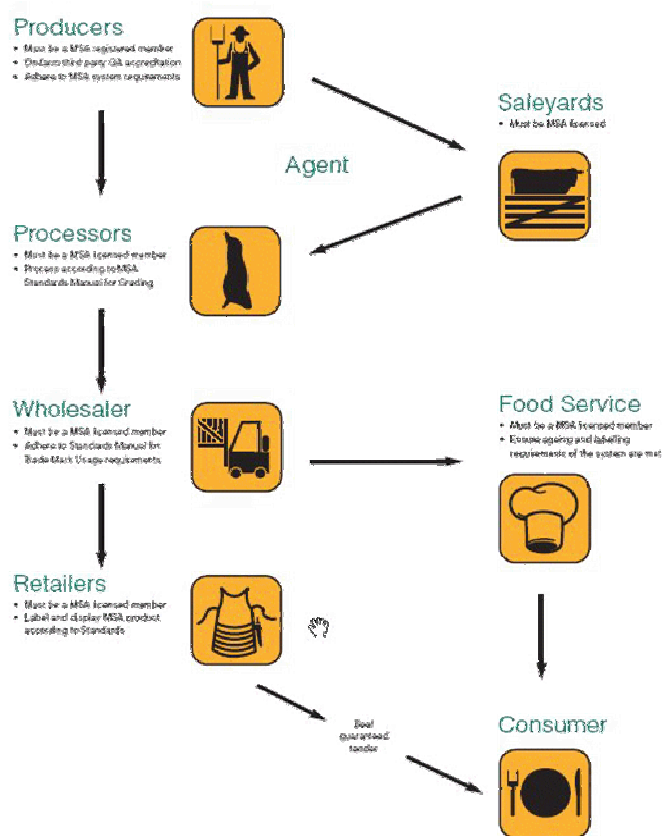 Producers
• Must be a MSA registered member
• On-farm third party QA accreditation
• Adhere to MSA system requirements
Saleyards
• Must be MSA licensed
Agent
Processors
• Must be a MSA licensed member
• Process according to MSA
Standards Manual for Grading
Wholesaler
• Must be a MSA licensed member
• Adhere to Standards Manual for
Trade Mark Usage requirements
Food Service
• Must be a MSA licensed member
• Ensure ageing and labelling
requirements of the system are met
Retailers
• Must be a MSA licensed member
• Label and display MSA product
according to Standards
Beef
guaranteed
tender
Consumer